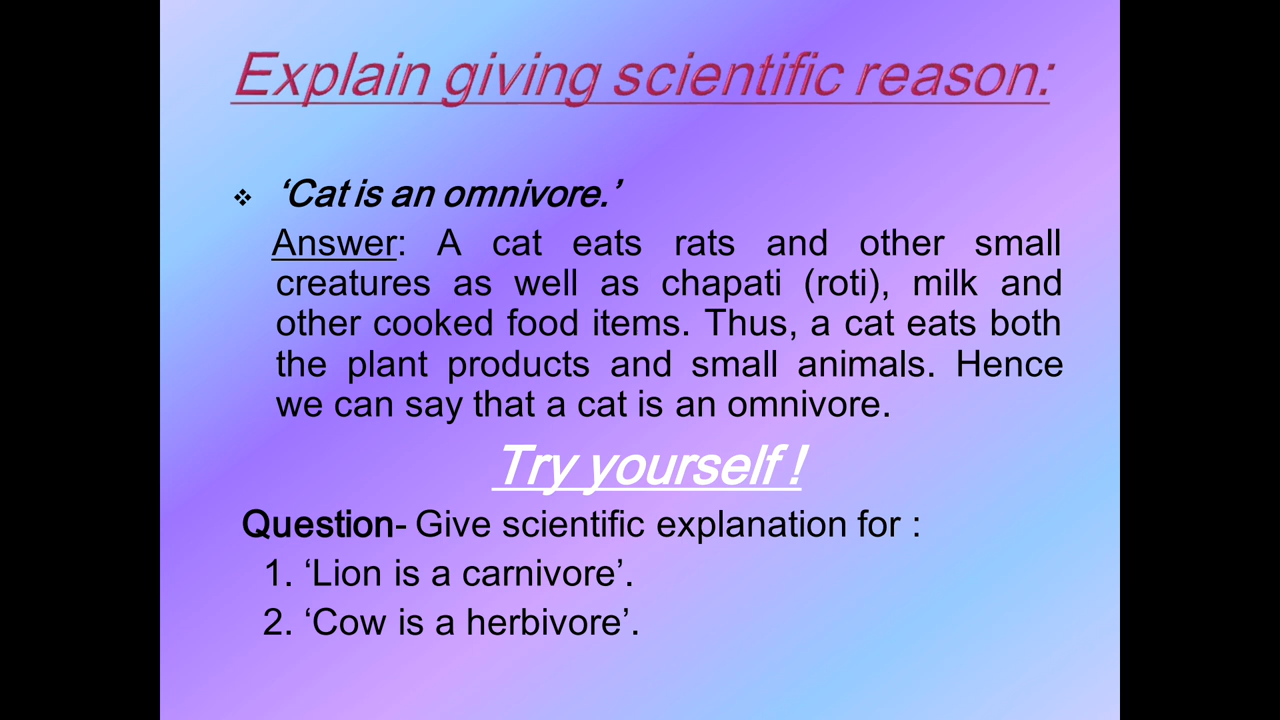 Explain giving scientific reason:
❖ ‘Cat is an omnivore.’
Answer: A cat eats rats and other small
creatures as well as chapati (roti), milk and
other cooked food items. Thus, a cat eats both
the plant products and small animals. Hence
we can say that a cat is an omnivore.
Try yourself !
Question- Give scientific explanation for :
1. ‘Lion is a carnivore’.
2. ‘Cow is a herbivore’.